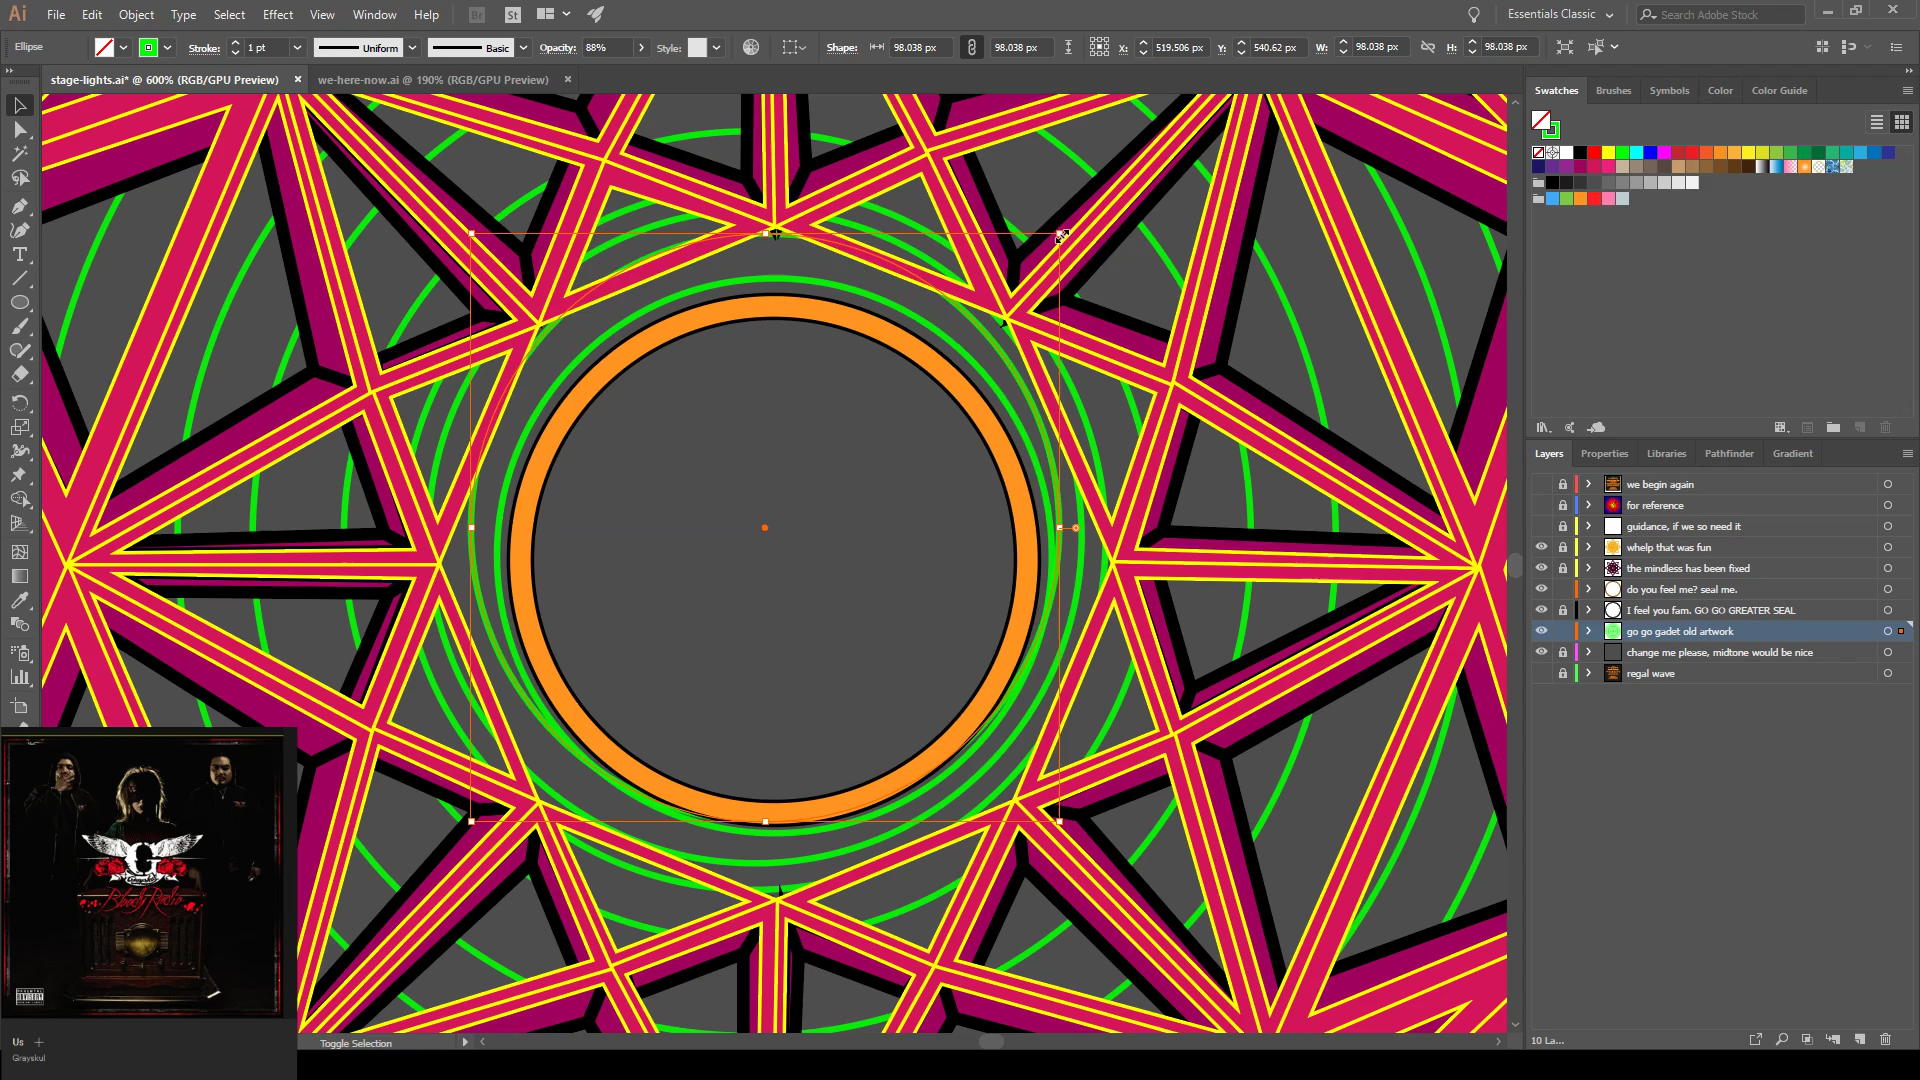 Ai File Edit Object Type Select Effect View Window Help Br St Essentials Classic Search Adobe Stock
Ellipse Stroke: 1 pt Uniform Basic Opacity: 88% Style: Shape: 98.038 px 98.038 px X: 519.506 px Y: 540.62 px W: 98.038 px H: 98.038 px
stage-lights.ai* @ 600% (RGB/GPU Preview) × we-here-now.ai @ 190% (RGB/GPU Preview) ×
Swatches Brushes Symbols Color Color Guide
Layers Properties Libraries Pathfinder Gradient
we begin again
for reference
guidance, if we so need it
whelp that was fun
the mindless has been fixed
do you feel me? seal me.
I feel you fam. GO GO GREATER SEAL
go go gadet old artwork
change me please, midtone would be nice
regal wave
10 La...
Toggle Selection
G
Bloody Radio
Us +
Grayskul